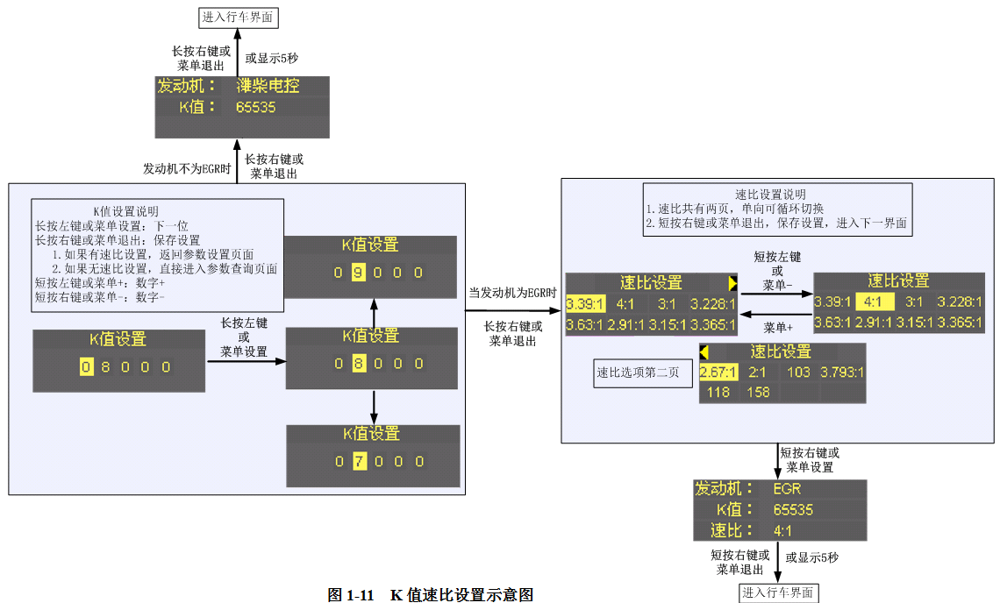 进入行车界面
长按右键或
菜单退出
或显示5秒
发动机： 潍柴电控
K值： 65535
发动机不为EGR时
长按右键或
菜单退出
K值设置说明
长按左键或菜单设置：下一位
长按右键或菜单退出：保存设置
1.如果有速比设置，返回参数设置页面
2.如果无速比设置，直接进入参数查询页面
短按左键或菜单+：数字+
短按右键或菜单-：数字-
K值设置
0 9 0 0 0
K值设置
0 8 0 0 0
长按左键
或
菜单设置
K值设置
0 8 0 0 0
K值设置
0 7 0 0 0
当发动机为EGR时
长按右键或
菜单退出
速比设置说明
1.速比共有两页，单向可循环切换
2.短按右键或菜单退出，保存设置，进入下一界面
速比设置
3.39:1 4:1 3:1 3.228:1
3.63:1 2.91:1 3.15:1 3.365:1
短按左键
或
菜单-
菜单+
速比设置
3.39:1 4:1 3:1 3.228:1
3.63:1 2.91:1 3.15:1 3.365:1
速比选项第二页
速比设置
2.67:1 2:1 103 3.793:1
118 158
短按右键或
菜单设置
发动机： EGR
K值： 65535
速比： 4:1
短按右键或
菜单退出
或显示5秒
进入行车界面
图 1-11 K 值速比设置示意图